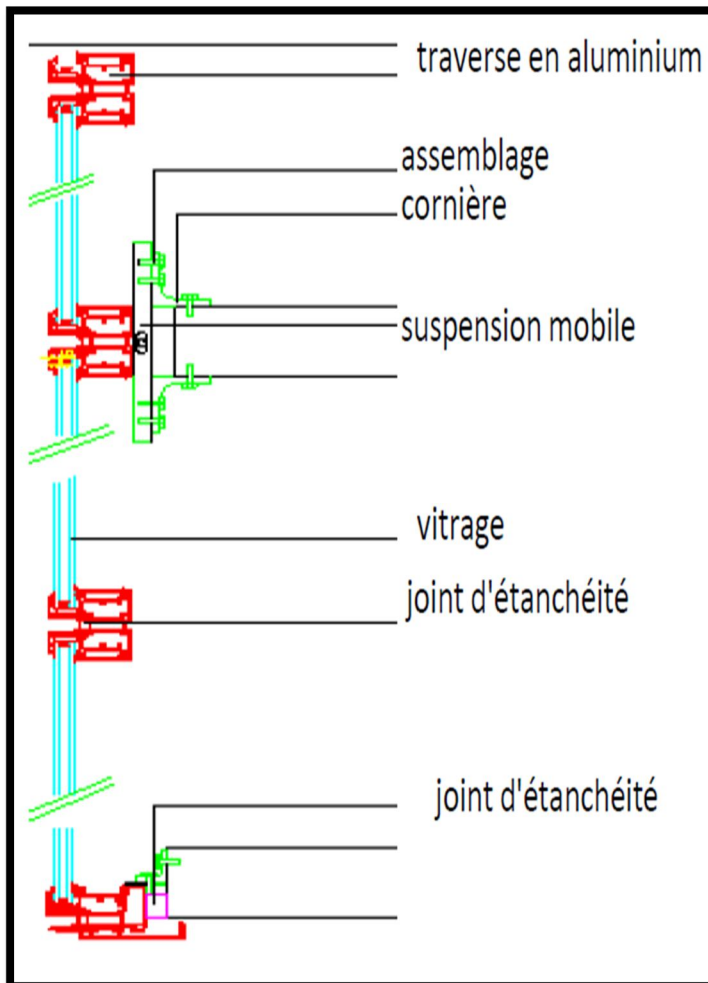 traverse en aluminium
assemblage
cornière
suspension mobile
vitrage
joint d'étanchéité
joint d'étanchéité